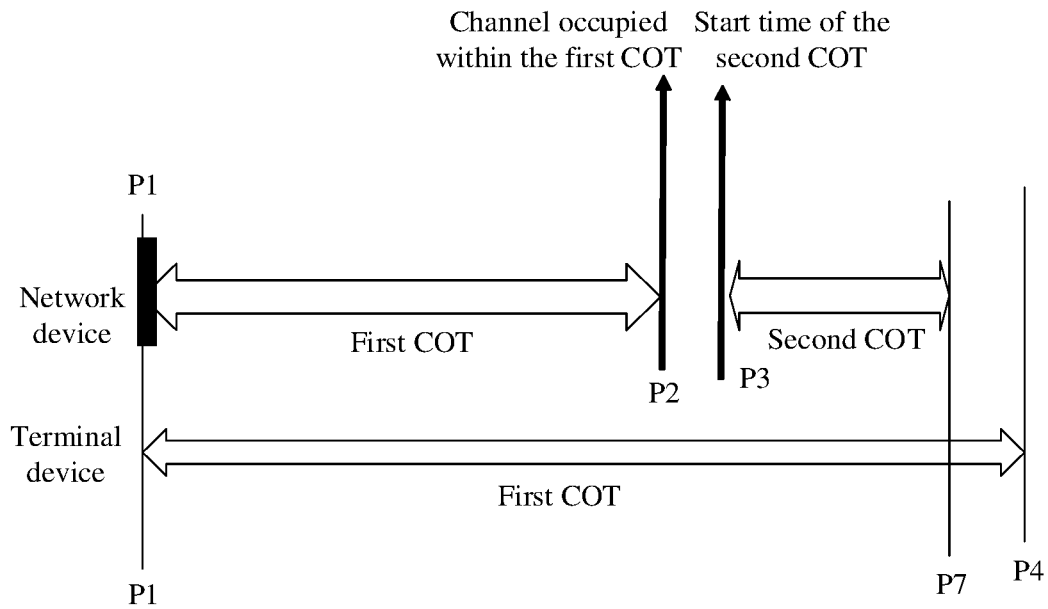 Channel occupied
within the first COT
Start time of the
second COT
P1
Network
device
First COT
Second COT
P2
P3
Terminal
device
First COT
P1
P7
P4